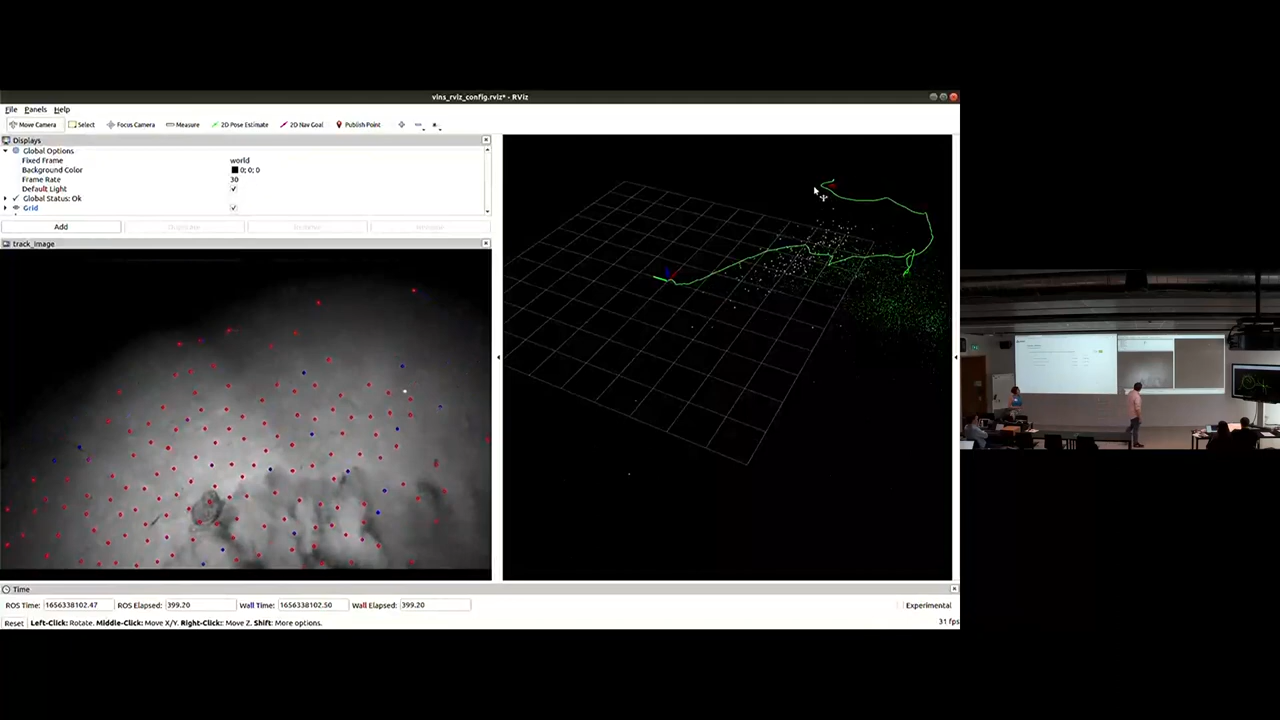 vins_rviz_config.rviz* - RViz
File Panels Help
Move Camera Select Focus Camera Measure 2D Pose Estimate 2D Nav Goal Publish Point
Displays
Global Options
Fixed Frame world
Background Color 0; 0; 0
Frame Rate 30
Default Light ✓
Global Status: Ok
Grid ✓
Add
track_image
Time
ROS Time: 1656338102.47 ROS Elapsed: 399.20 Wall Time: 1656338102.50 Wall Elapsed: 399.20 Experimental
Reset Left-Click: Rotate. Middle-Click: Move X/Y. Right-Click: Move Z. Shift: More options. 31 fps